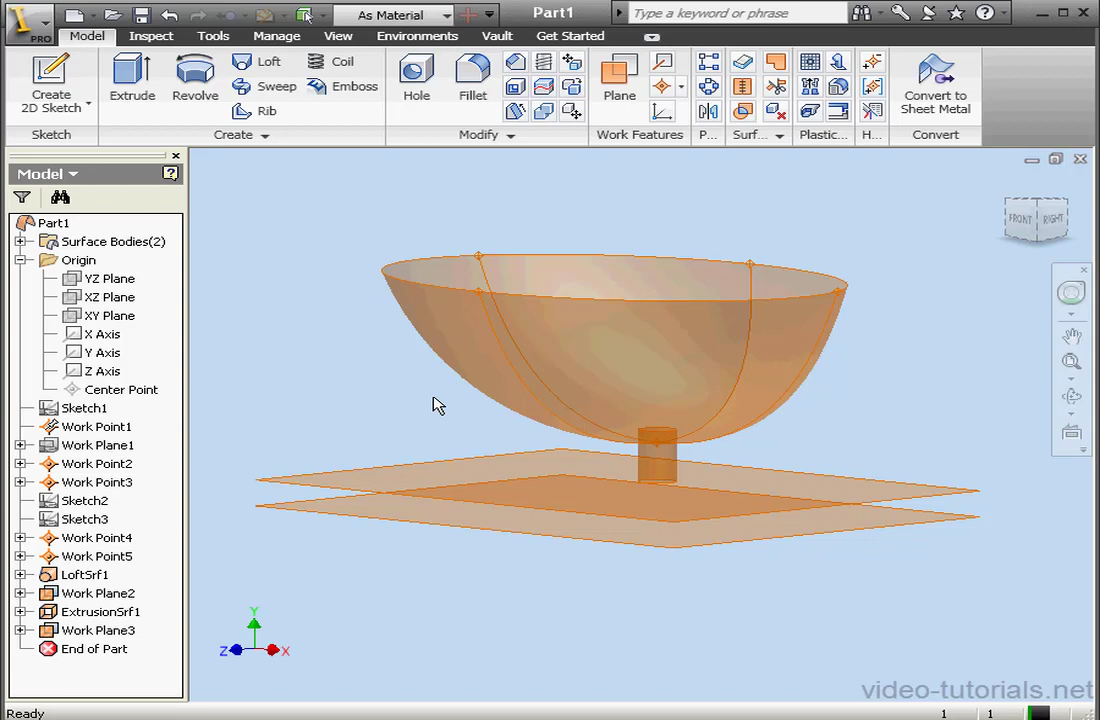 PRO
As Material
Part1
Type a keyword or phrase
Model Inspect Tools Manage View Environments Vault Get Started
Create
2D Sketch
Extrude
Revolve
Loft
Sweep
Rib
Coil
Emboss
Hole
Fillet
Plane
Convert to
Sheet Metal
Sketch
Create
Modify
Work Features
P...
Surf...
Plastic...
H...
Convert
Model
Part1
Surface Bodies(2)
Origin
YZ Plane
XZ Plane
XY Plane
X Axis
Y Axis
Z Axis
Center Point
Sketch1
Work Point1
Work Plane1
Work Point2
Work Point3
Sketch2
Sketch3
Work Point4
Work Point5
LoftSrf1
Work Plane2
ExtrusionSrf1
Work Plane3
End of Part
FRONT RIGHT
Y
Z X
video-tutorials.net
Ready
1 1